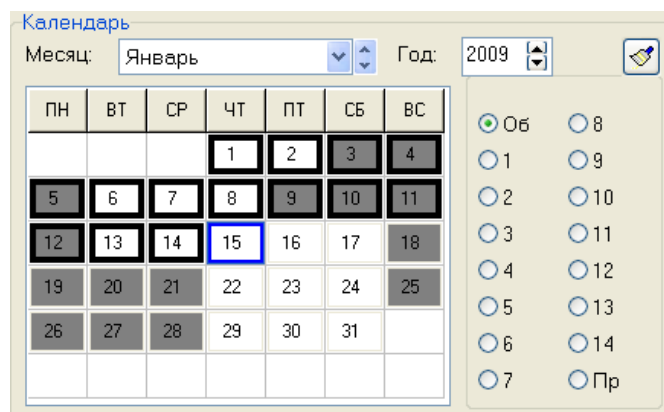 Календарь
Месяц: Январь Год: 2009
ПН ВТ СР ЧТ ПТ СБ ВС
1 2 3 4
5 6 7 8 9 10 11
12 13 14 15 16 17 18
19 20 21 22 23 24 25
26 27 28 29 30 31
Об 8
1 9
2 10
3 11
4 12
5 13
6 14
7 Пр